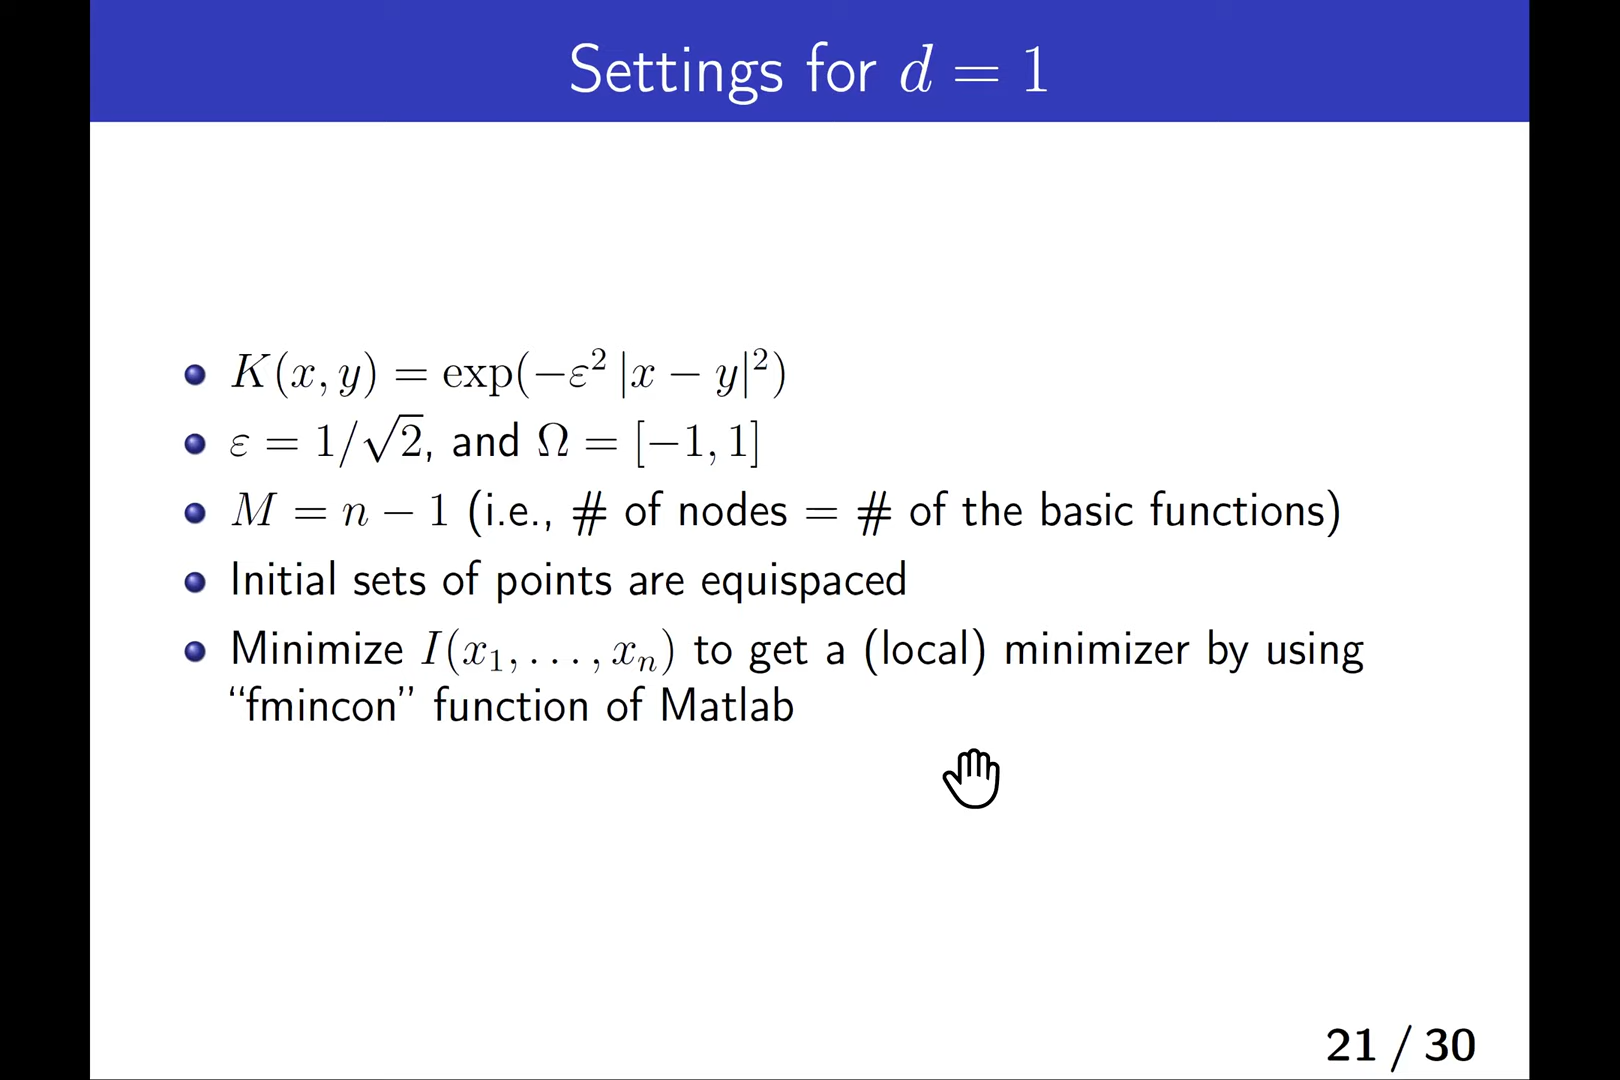 Settings for d = 1
K(x, y) = exp(−ε² |x − y|²)
ε = 1/√2, and Ω = [−1, 1]
M = n − 1 (i.e., # of nodes = # of the basic functions)
Initial sets of points are equispaced
Minimize I(x₁, . . . , xₙ) to get a (local) minimizer by using
“fmincon” function of Matlab
21 / 30